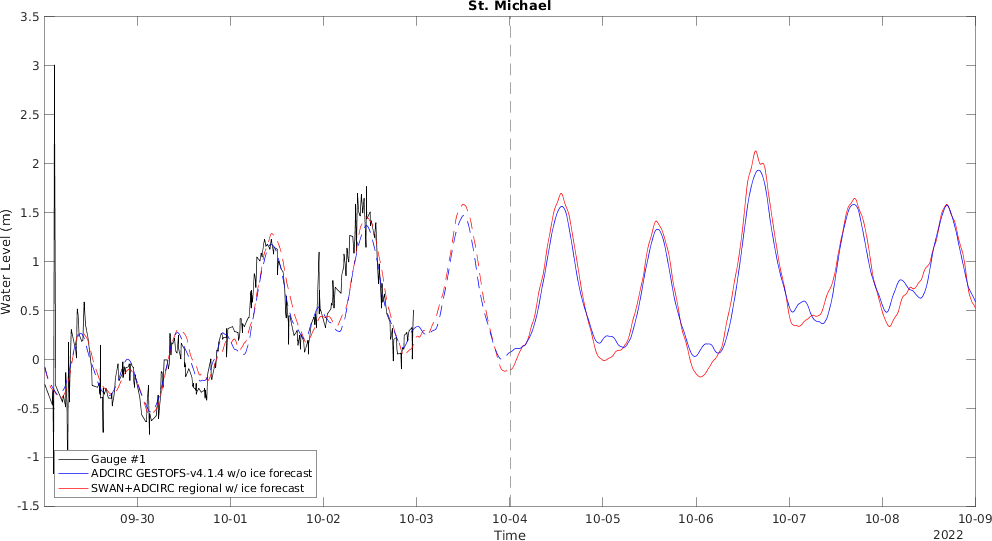 St. Michael
Water Level (m)
3.5
3
2.5
2
1.5
1
0.5
0
-0.5
-1
-1.5
Gauge #1
ADCIRC GESTOFS-v4.1.4 w/o ice forecast
SWAN+ADCIRC regional w/ ice forecast
09-30 10-01 10-02 10-03 10-04 10-05 10-06 10-07 10-08 10-09
Time
2022